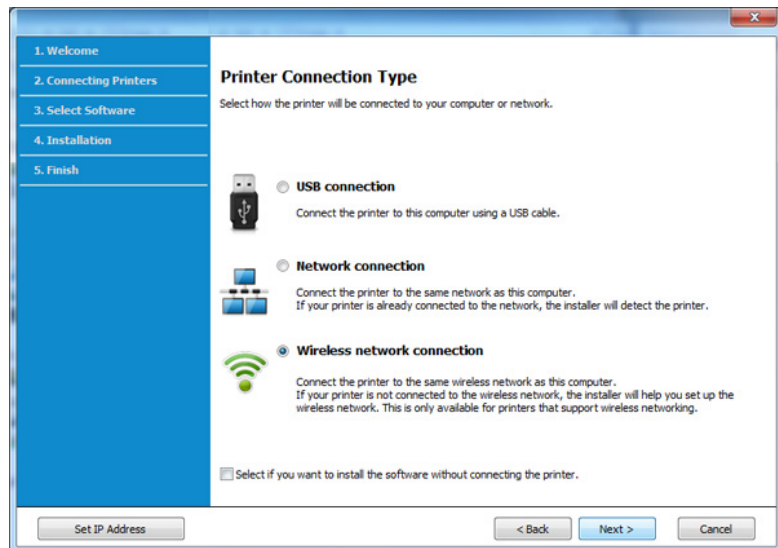 1. Welcome
2. Connecting Printers
3. Select Software
4. Installation
5. Finish
Printer Connection Type
Select how the printer will be connected to your computer or network.
USB connection
Connect the printer to this computer using a USB cable.
Network connection
Connect the printer to the same network as this computer.
If your printer is already connected to the network, the installer will detect the printer.
Wireless network connection
Connect the printer to the same wireless network as this computer.
If your printer is not connected to the wireless network, the installer will help you set up the
wireless network. This is only available for printers that support wireless networking.
Select if you want to install the software without connecting the printer.
Set IP Address
< Back
Next >
Cancel